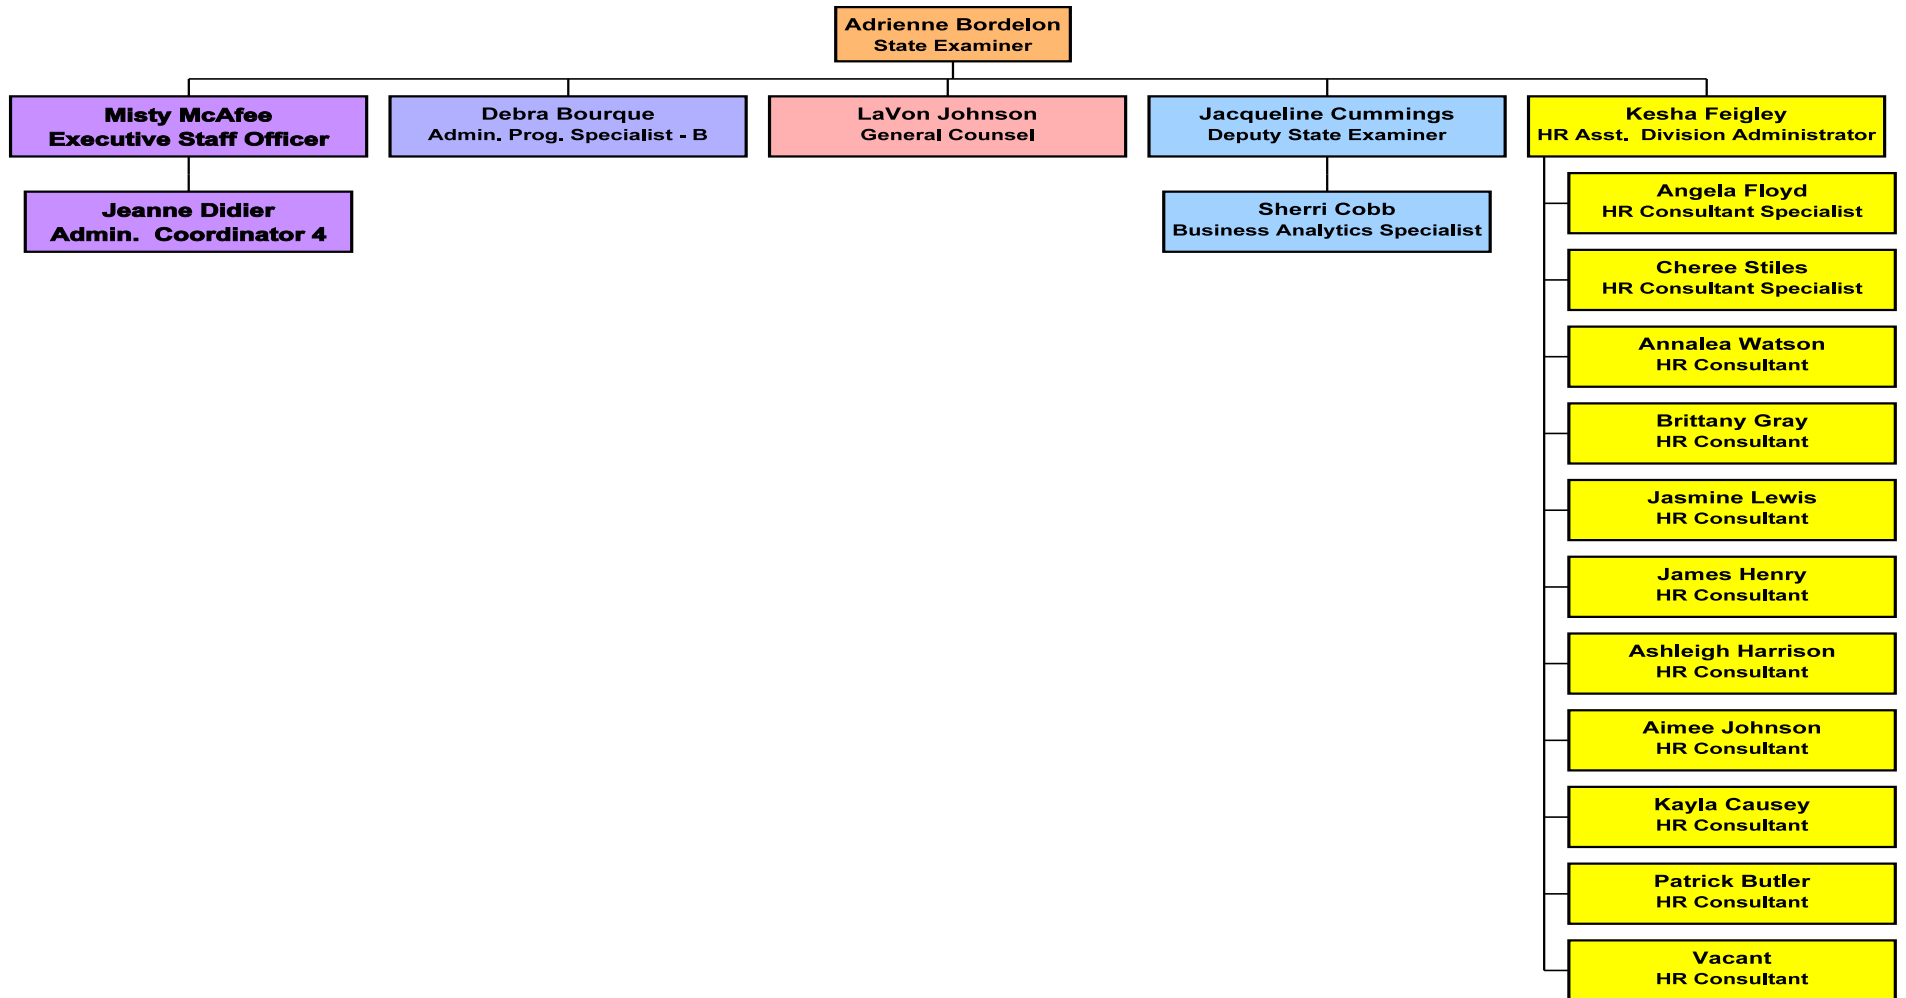 Adrienne Bordelon
State Examiner
Misty McAfee
Executive Staff Officer
Debra Bourque
Admin. Prog. Specialist - B
LaVon Johnson
General Counsel
Jacqueline Cummings
Deputy State Examiner
Kesha Feigley
HR Asst.  Division Administrator
Jeanne Didier
Admin.  Coordinator 4
Sherri Cobb
Business Analytics Specialist
Angela Floyd
HR Consultant Specialist
Cheree Stiles
HR Consultant Specialist
Annalea Watson
HR Consultant
Brittany Gray
HR Consultant
Jasmine Lewis
HR Consultant
James Henry
HR Consultant
Ashleigh Harrison
HR Consultant
Aimee Johnson
HR Consultant
Kayla Causey
HR Consultant
Patrick Butler
HR Consultant
Vacant
HR Consultant